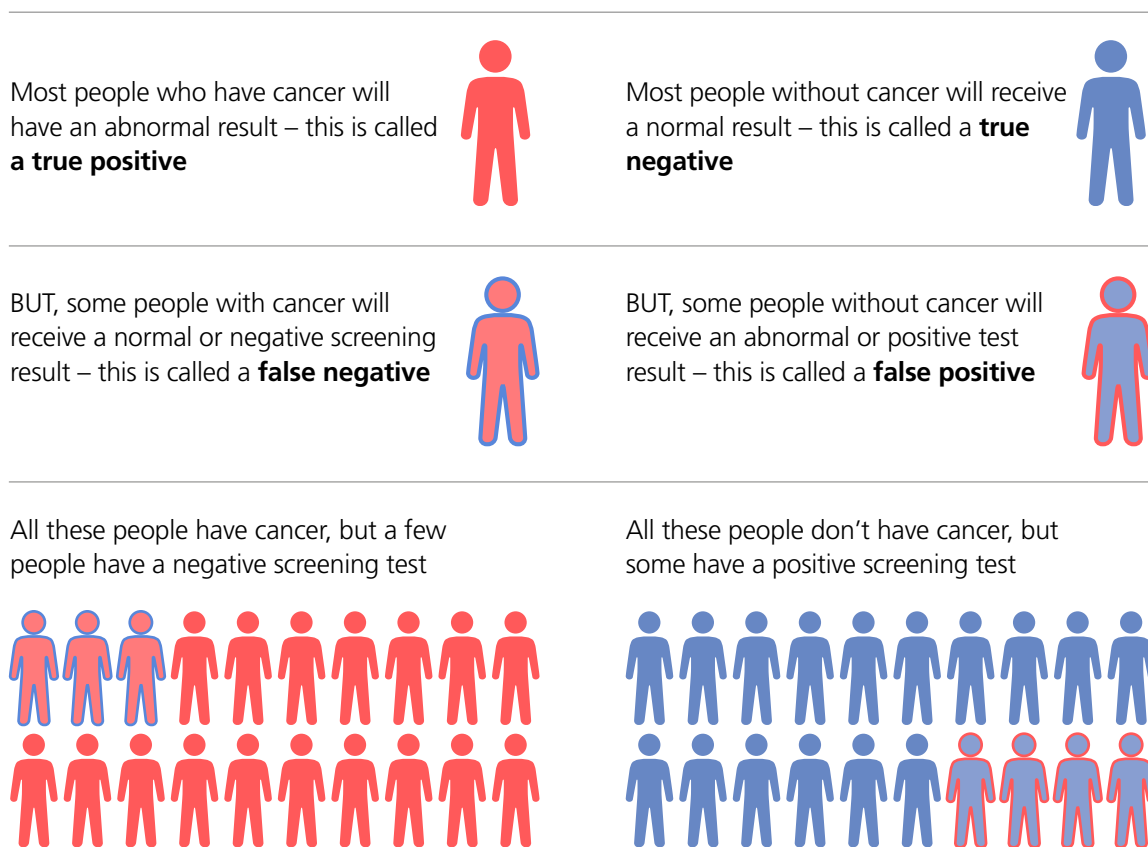 Most people who have cancer will
have an abnormal result – this is called
a true positive
Most people without cancer will receive
a normal result – this is called a true
negative
BUT, some people with cancer will
receive a normal or negative screening
result – this is called a false negative
BUT, some people without cancer will
receive an abnormal or positive test
result – this is called a false positive
All these people have cancer, but a few
people have a negative screening test
All these people don’t have cancer, but
some have a positive screening test